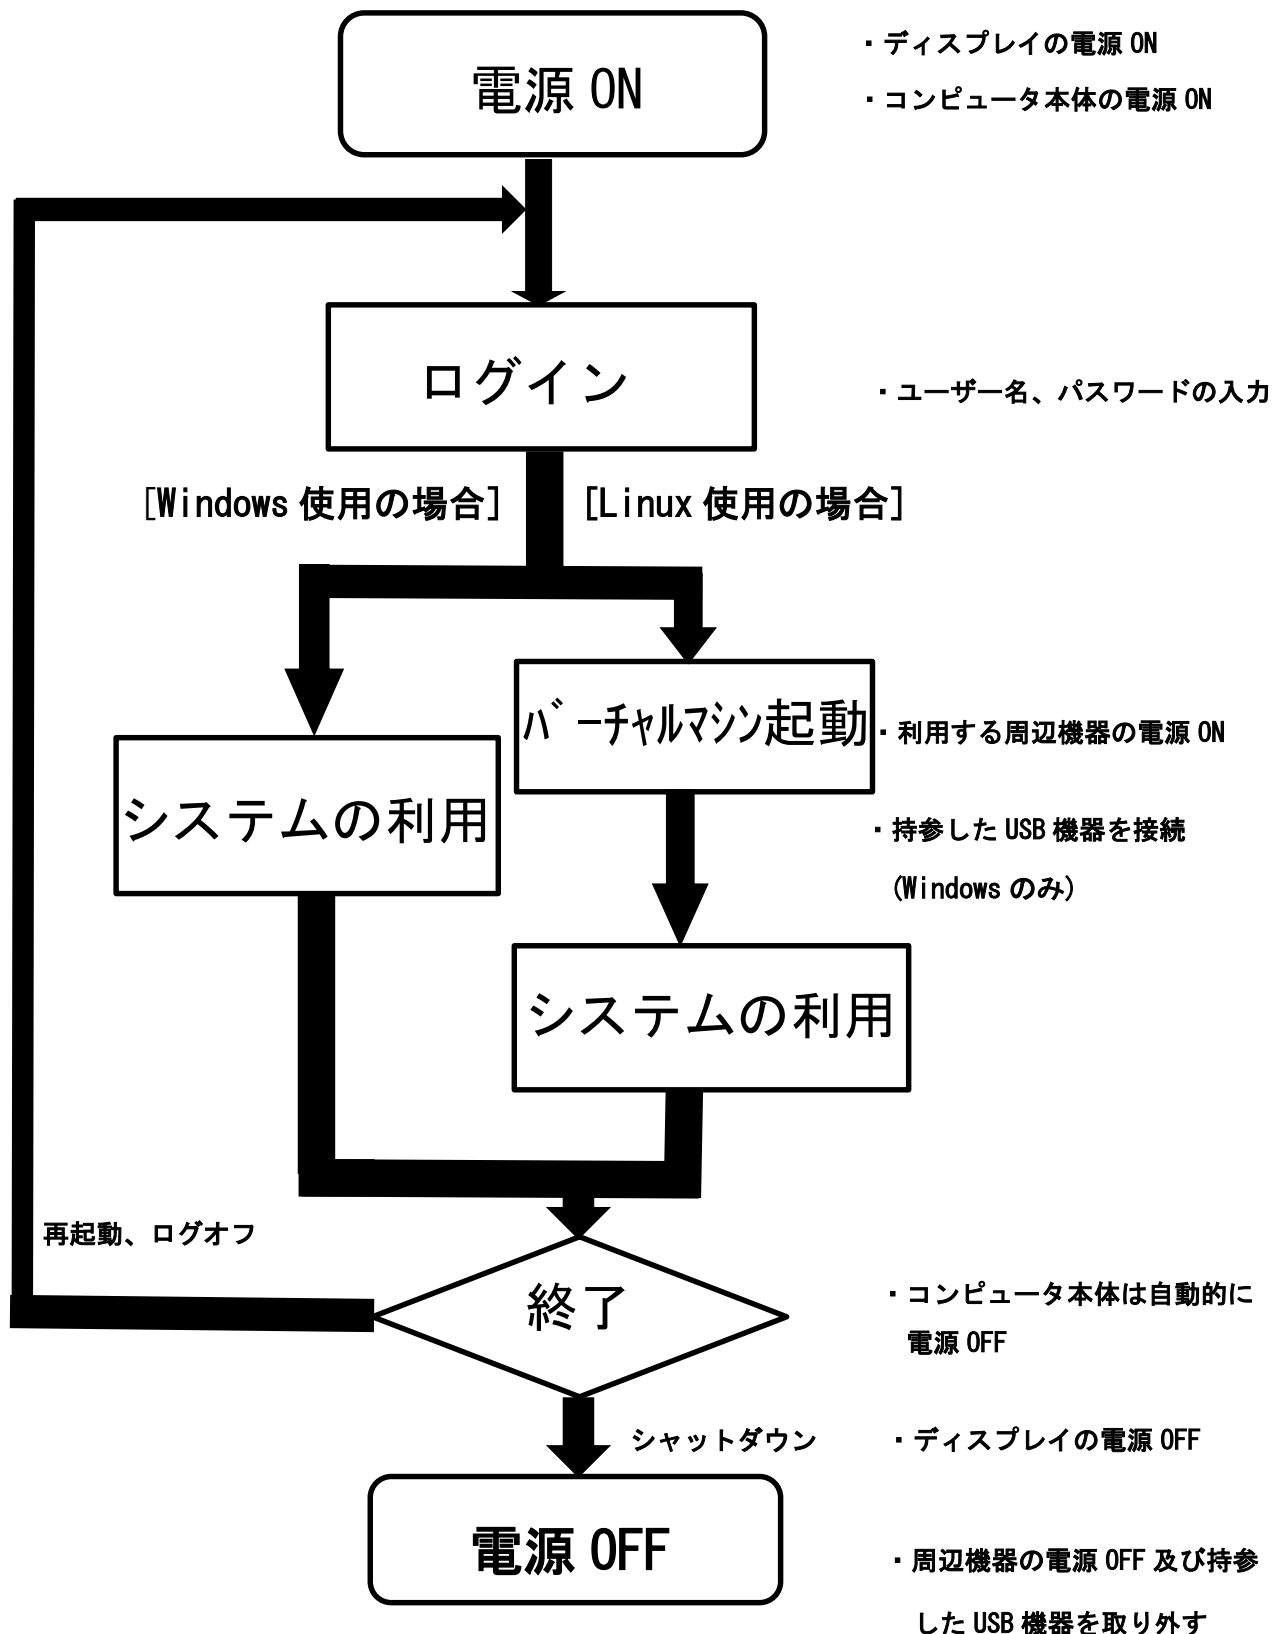 電源 ON
・ディスプレイの電源 ON
・コンピュータ本体の電源 ON
ログイン
・ユーザー名、パスワードの入力
[Windows 使用の場合]
[Linux 使用の場合]
バーチャルマシン起動
・利用する周辺機器の電源 ON
システムの利用
・持参した USB 機器を接続
(Windows のみ)
システムの利用
再起動、ログオフ
終了
・コンピュータ本体は自動的に
電源 OFF
シャットダウン
・ディスプレイの電源 OFF
電源 OFF
・周辺機器の電源 OFF 及び持参
した USB 機器を取り外す